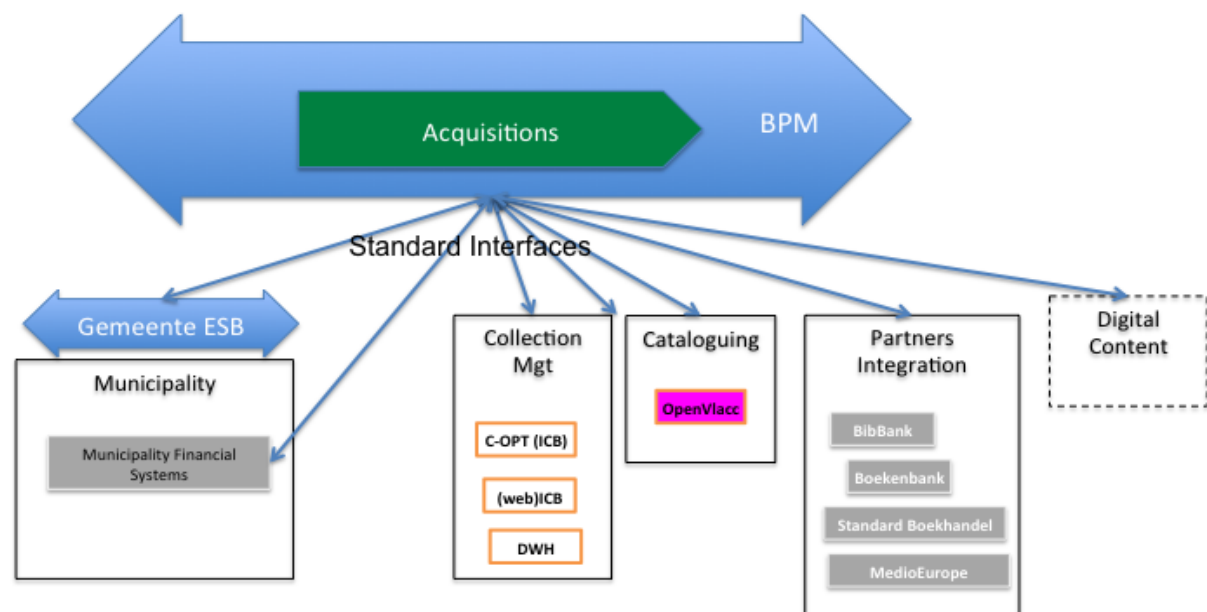 Acquisitions
BPM
Standard Interfaces
Gemeente ESB
Municipality
Municipality Financial
Systems
Collection
Mgt
C-OPT (ICB)
(web)ICB
DWH
Cataloguing
OpenVlacc
Partners
Integration
BibBank
Boekenbank
Standard Boekhandel
MedioEurope
Digital
Content